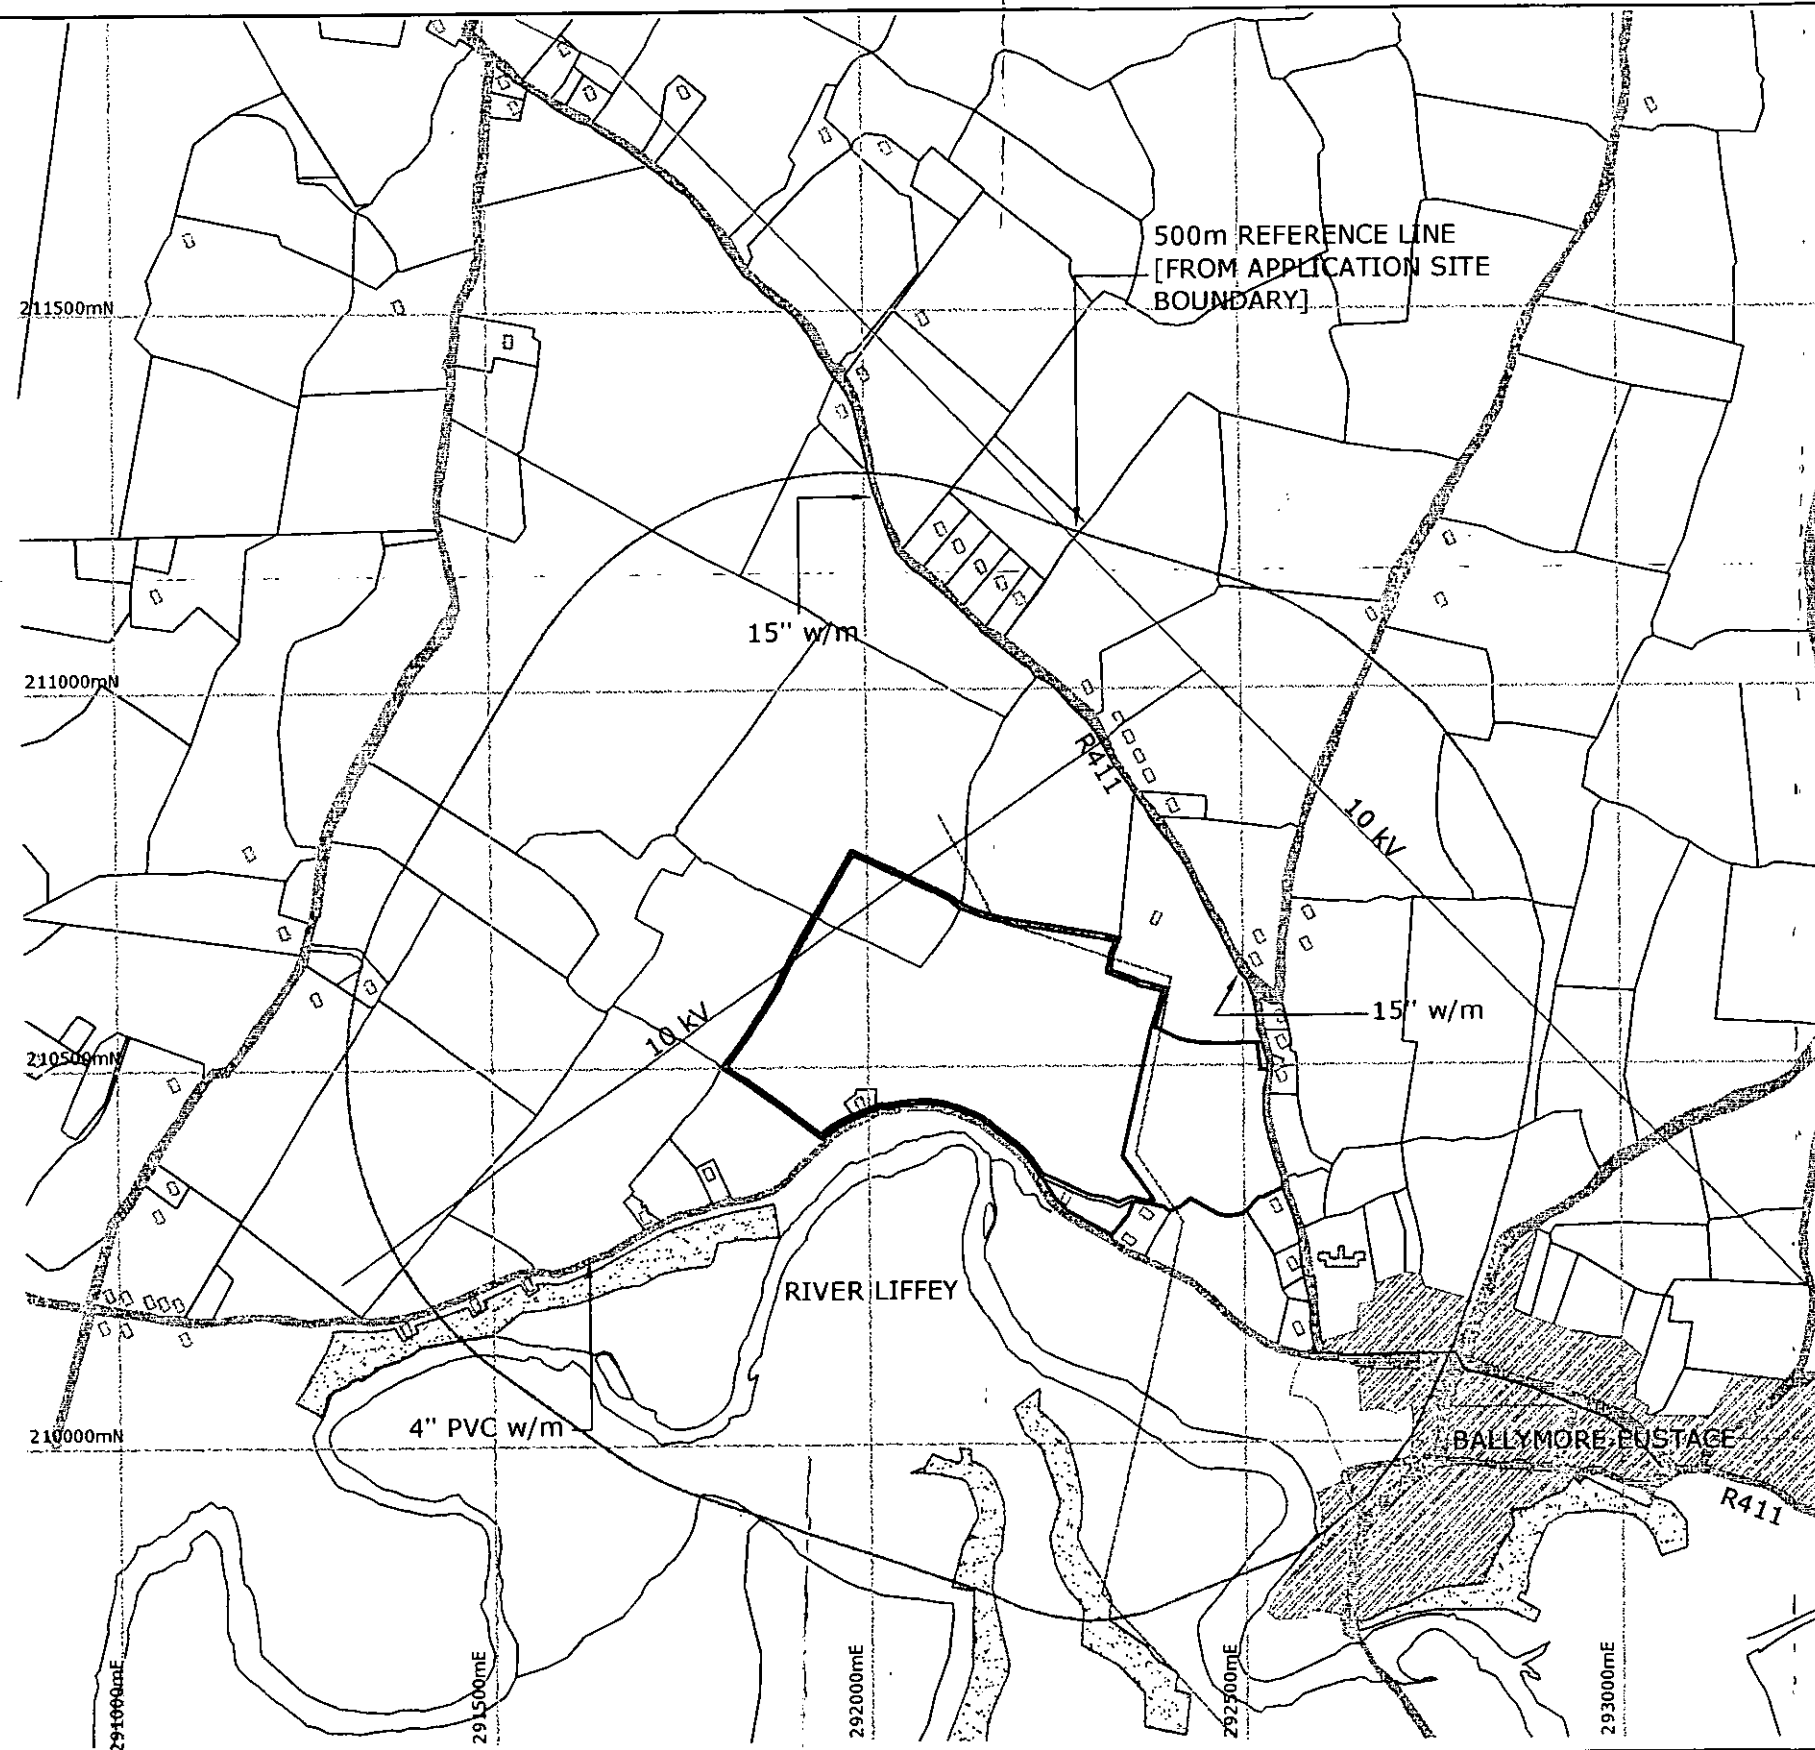 500m REFERENCE LINE
[FROM APPLICATION SITE
BOUNDARY]
211500mN
15" w/m
211000mN
R411
10 kV
15" w/m
10 kV
210500mN
RIVER LIFFEY
4" PVC w/m
210000mN
BALLYMORE EUSTACE
R411
291000mE
291500mE
292000mE
292500mE
293000mE